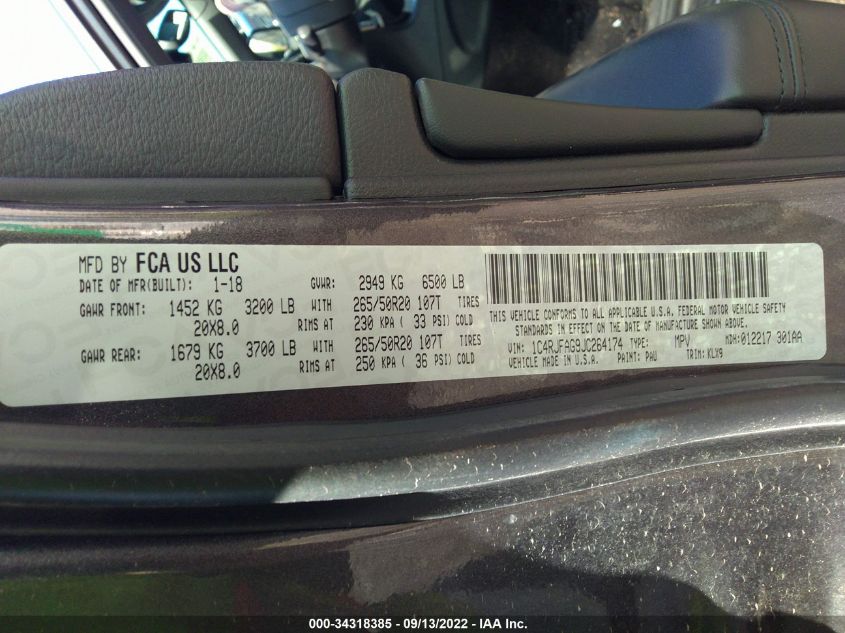 MFD BY FCA US LLC
DATE OF MFR(BUILT): 1-18 GVWR: 2949 KG 6500 LB
GAWR FRONT: 1452 KG 3200 LB WITH 265/50R20 107T TIRES
20X8.0 RIMS AT 230 KPA ( 33 PSI) COLD
GAWR REAR: 1679 KG 3700 LB WITH 265/50R20 107T TIRES
20X8.0 RIMS AT 250 KPA ( 36 PSI) COLD
THIS VEHICLE CONFORMS TO ALL APPLICABLE U.S.A. FEDERAL MOTOR VEHICLE SAFETY
STANDARDS IN EFFECT ON THE DATE OF MANUFACTURE SHOWN ABOVE.
VIN: 1C4RJFAG9JC264174 TYPE: MPV MDH: 012217 301AA
VEHICLE MADE IN U.S.A. PAINT: PAU TRIM: KLX9
000-34318385 - 09/13/2022 - IAA Inc.